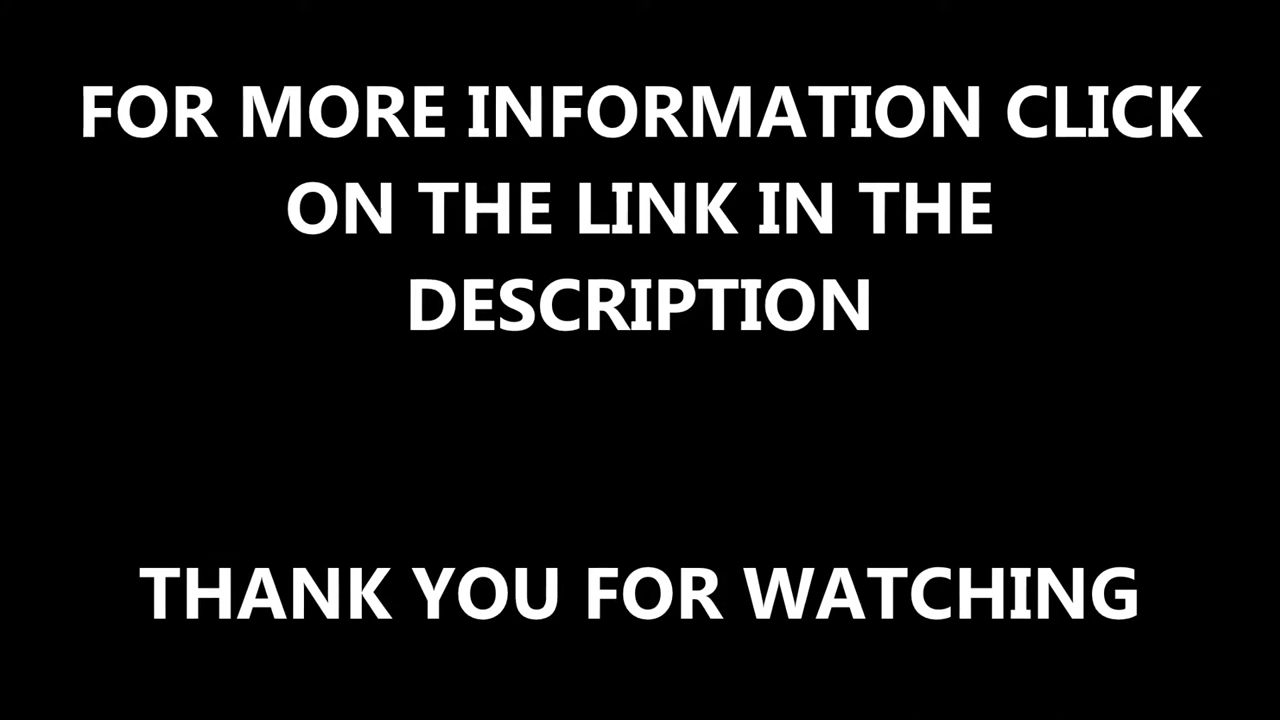 FOR MORE INFORMATION CLICK
ON THE LINK IN THE
DESCRIPTION
THANK YOU FOR WATCHING